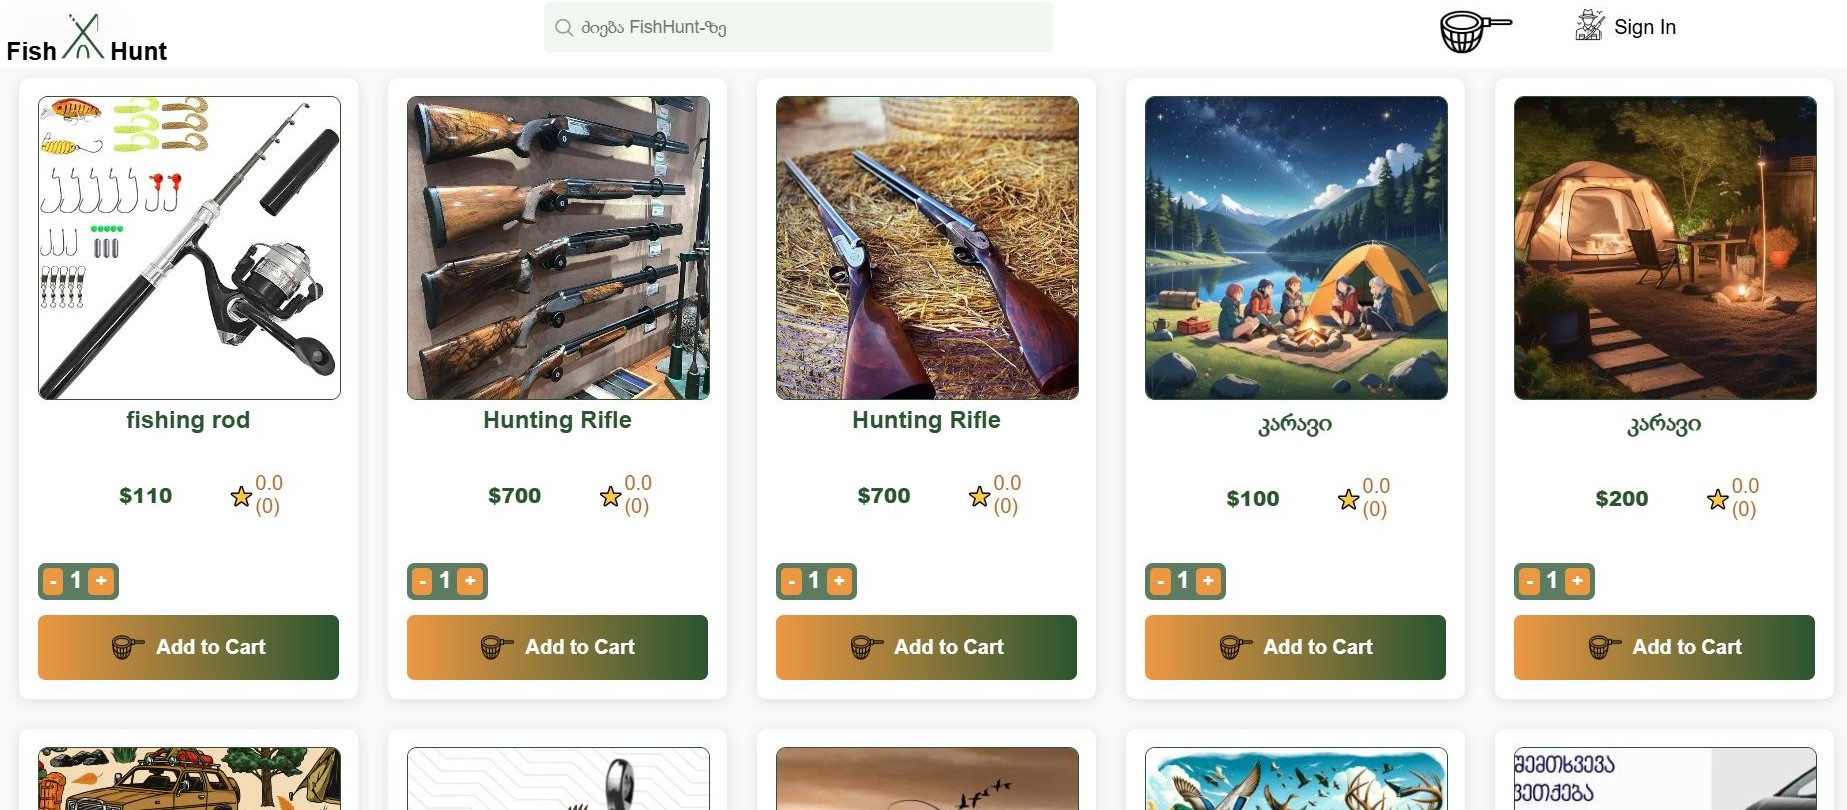 Fish Hunt
ძიება FishHunt-ზე
Sign In
fishing rod
$110
0.0
(0)
- 1 +
Add to Cart
Hunting Rifle
$700
0.0
(0)
- 1 +
Add to Cart
Hunting Rifle
$700
0.0
(0)
- 1 +
Add to Cart
კარავი
$100
0.0
(0)
- 1 +
Add to Cart
კარავი
$200
0.0
(0)
- 1 +
Add to Cart
შემთხვევა